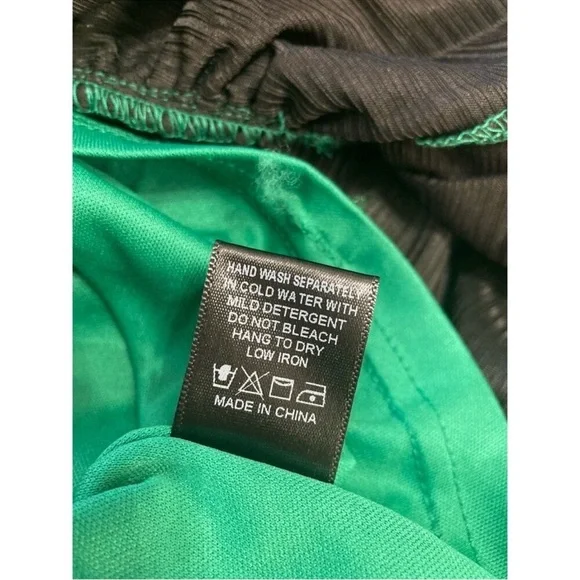 HAND WASH SEPARATELY
IN COLD WATER WITH
MILD DETERGENT
DO NOT BLEACH
HANG TO DRY
LOW IRON
MADE IN CHINA